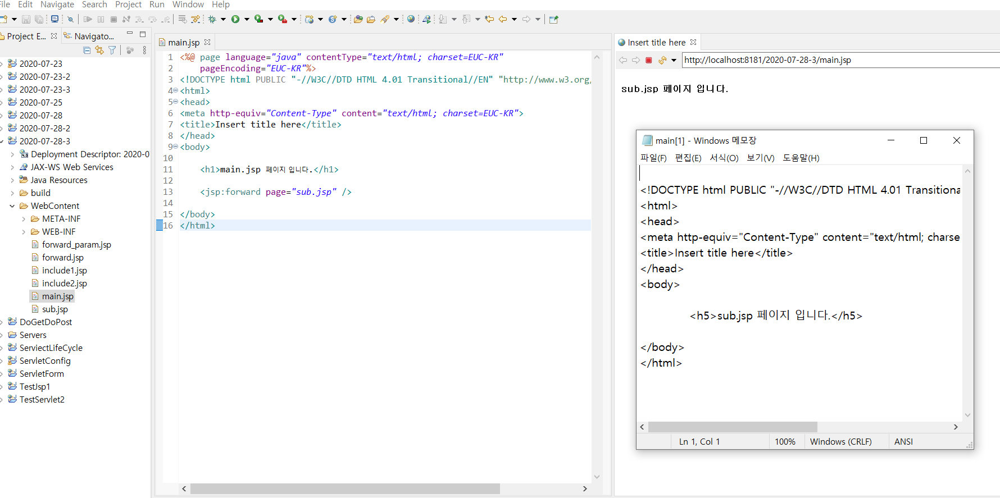 File Edit Navigate Search Project Run Window Help
Project E...
Navigato...
2020-07-23
2020-07-23-2
2020-07-23-3
2020-07-25
2020-07-28
2020-07-28-2
2020-07-28-3
Deployment Descriptor: 2020-0
JAX-WS Web Services
Java Resources
build
WebContent
META-INF
WEB-INF
forward_param.jsp
forward.jsp
include1.jsp
include2.jsp
main.jsp
sub.jsp
DoGetDoPost
Servers
ServiectLifeCycle
ServletConfig
ServletForm
TestJsp1
TestServlet2
main.jsp
1 <%@ page language="java" contentType="text/html; charset=EUC-KR"
2 pageEncoding="EUC-KR"%>
3 <!DOCTYPE html PUBLIC "-//W3C//DTD HTML 4.01 Transitional//EN" "http://www.w3.org/
4 <html>
5 <head>
6 <meta http-equiv="Content-Type" content="text/html; charset=EUC-KR">
7 <title>Insert title here</title>
8 </head>
9 <body>
10
11 <h1>main.jsp 페이지 입니다.</h1>
12
13 <jsp:forward page="sub.jsp" />
14
15 </body>
16 </html>
Insert title here
http://localhost:8181/2020-07-28-3/main.jsp
sub.jsp 페이지 입니다.
main[1] - Windows 메모장
파일(F) 편집(E) 서식(O) 보기(V) 도움말(H)
<!DOCTYPE html PUBLIC "-//W3C//DTD HTML 4.01 Transitiona
<html>
<head>
<meta http-equiv="Content-Type" content="text/html; charse
<title>Insert title here</title>
</head>
<body>
<h5>sub.jsp 페이지 입니다.</h5>
</body>
</html>
Ln 1, Col 1 100% Windows (CRLF) ANSI